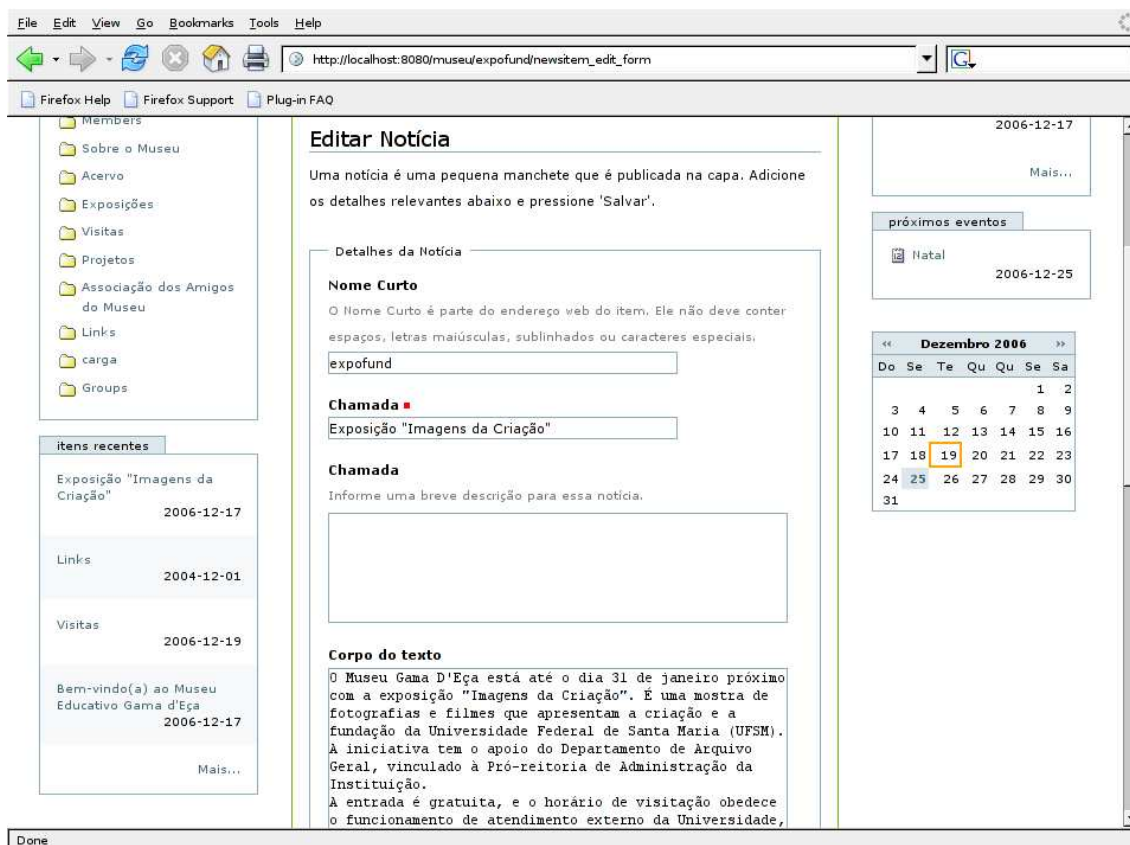 File Edit View Go Bookmarks Tools Help
http://localhost:8080/museu/expofund/newsitem_edit_form
G
Firefox Help Firefox Support Plug-in FAQ
Members
Sobre o Museu
Acervo
Exposições
Visitas
Projetos
Associação dos Amigos
do Museu
Links
carga
Groups
itens recentes
Exposição "Imagens da
Criação"
2006-12-17
Links
2004-12-01
Visitas
2006-12-19
Bem-vindo(a) ao Museu
Educativo Gama d'Eça
2006-12-17
Mais...
Editar Notícia
Uma notícia é uma pequena manchete que é publicada na capa. Adicione
os detalhes relevantes abaixo e pressione 'Salvar'.
Detalhes da Notícia
Nome Curto
O Nome Curto é parte do endereço web do item. Ele não deve conter
espaços, letras maiúsculas, sublinhados ou caracteres especiais.
expofund
Chamada
Exposição "Imagens da Criação"
Chamada
Informe uma breve descrição para essa notícia.
Corpo do texto
O Museu Gama D'Eça está até o dia 31 de janeiro próximo
com a exposição "Imagens da Criação". É uma mostra de
fotografias e filmes que apresentam a criação e a
fundação da Universidade Federal de Santa Maria (UFSM).
A iniciativa tem o apoio do Departamento de Arquivo
Geral, vinculado à Pró-reitoria de Administração da
Instituição.
A entrada é gratuita, e o horário de visitação obedece
o funcionamento de atendimento externo da Universidade,
2006-12-17
Mais...
próximos eventos
Natal
2006-12-25
« Dezembro 2006 »
Do Se Te Qu Qu Se Sa
1 2
3 4 5 6 7 8 9
10 11 12 13 14 15 16
17 18 19 20 21 22 23
24 25 26 27 28 29 30
31
Done